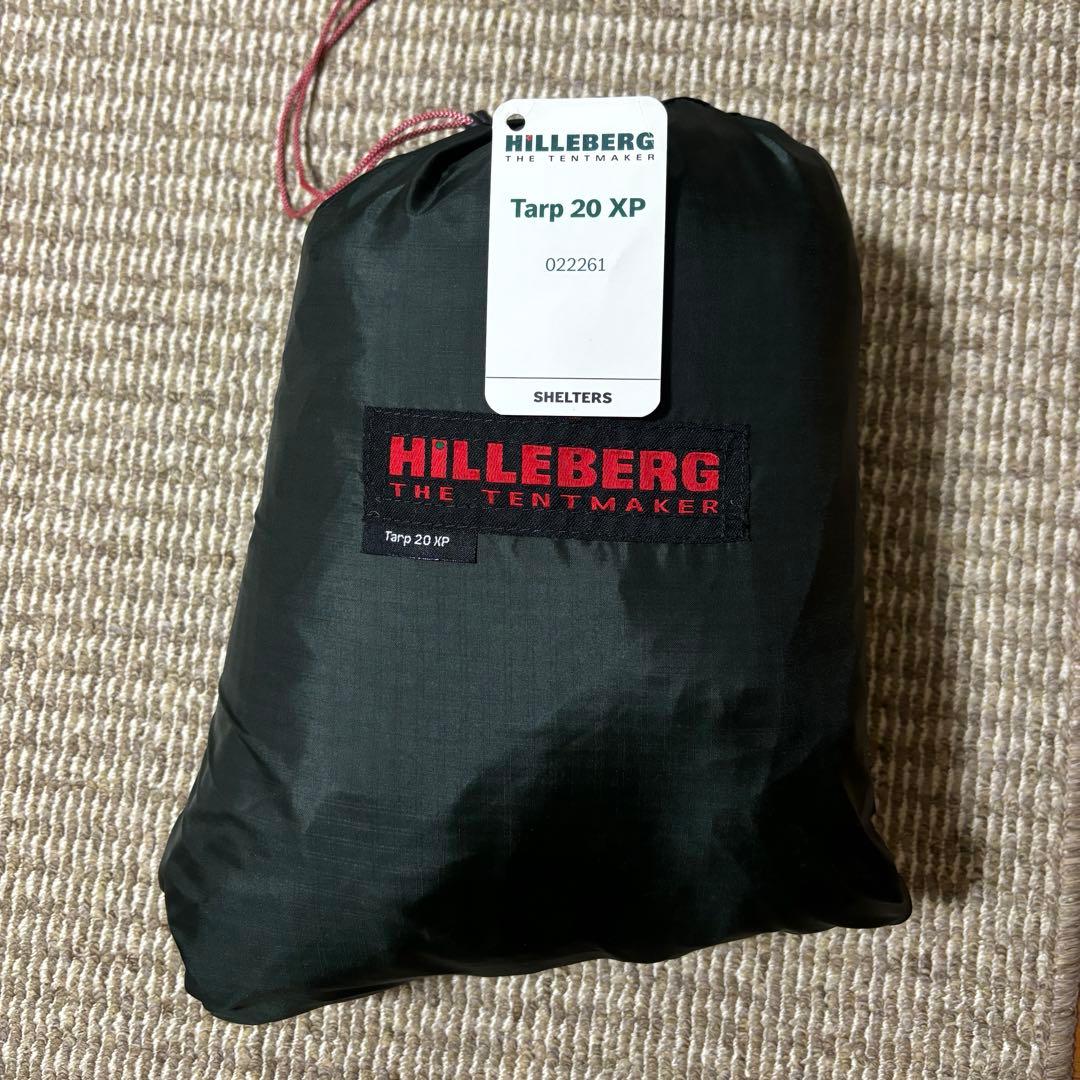 HiLLEBERG
THE TENTMAKER
Tarp 20 XP
022261
SHELTERS
HiLLEBERG
THE TENTMAKER
Tarp 20 XP